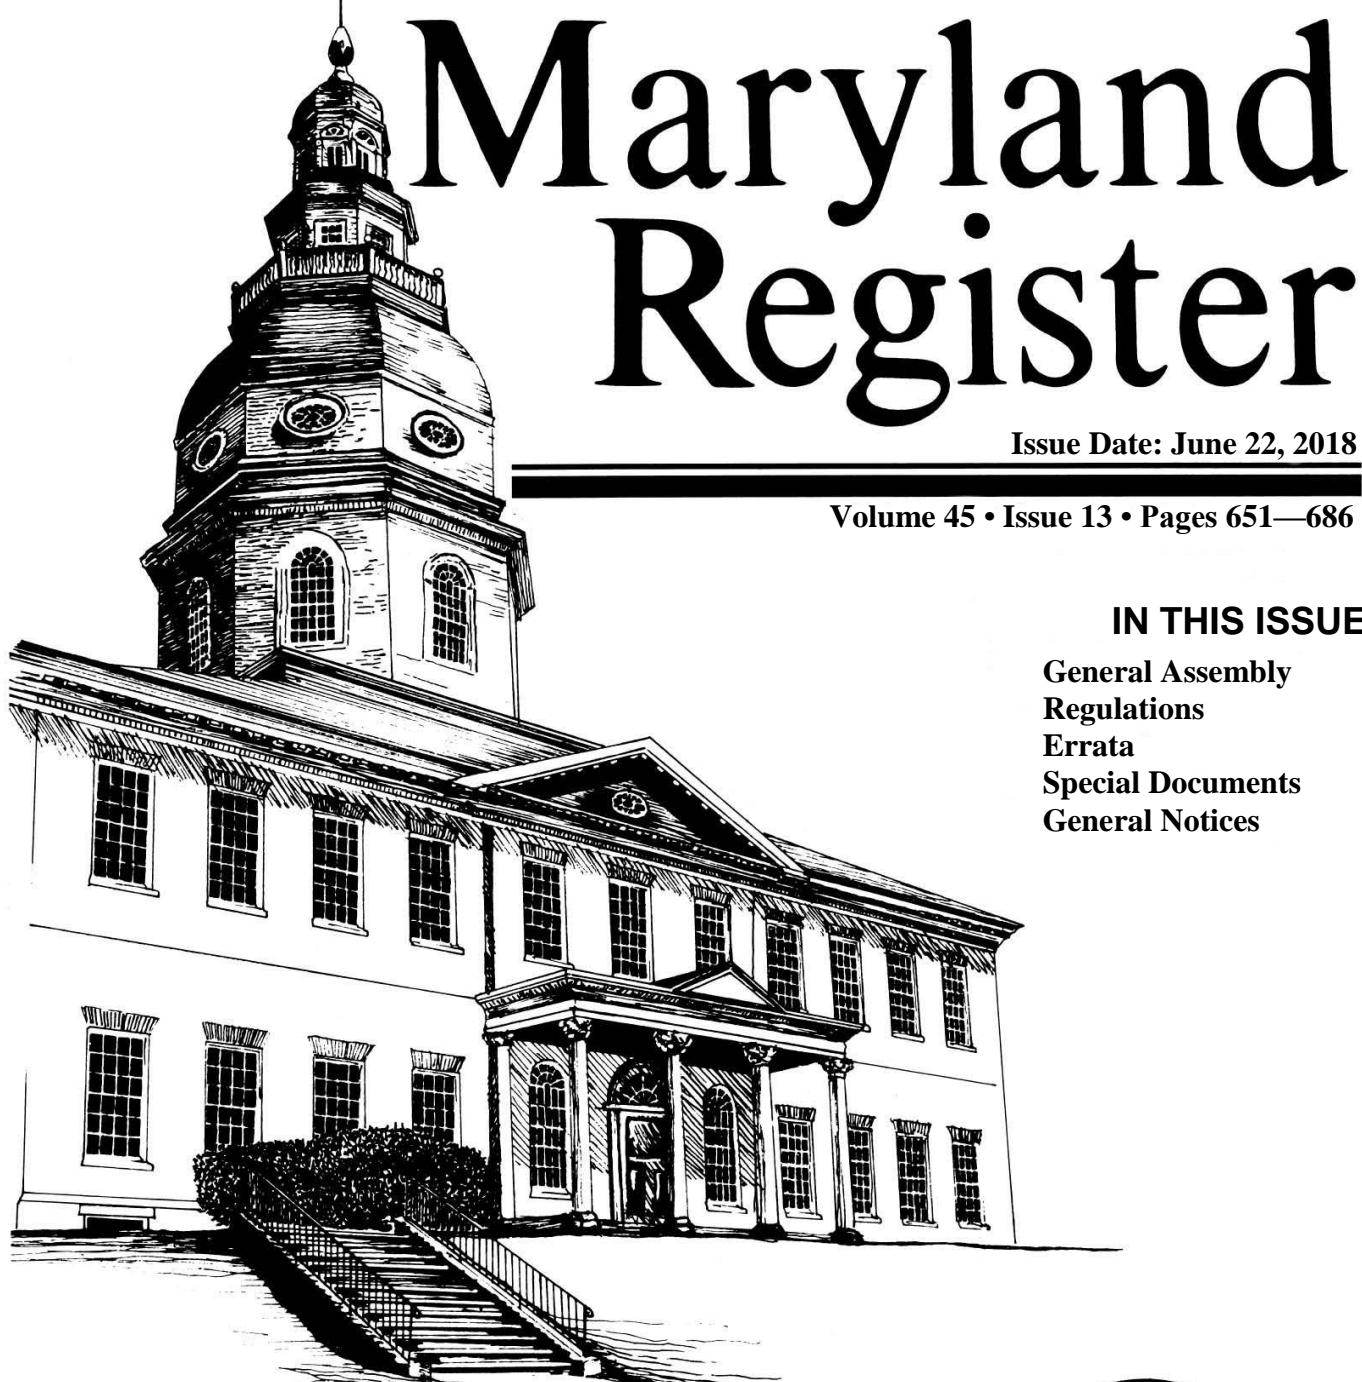 Maryland
Register
Issue Date: June 22, 2018
Volume 45 • Issue 13 • Pages 651—686
IN THIS ISSUE
General Assembly
Regulations
Errata
Special Documents
General Notices